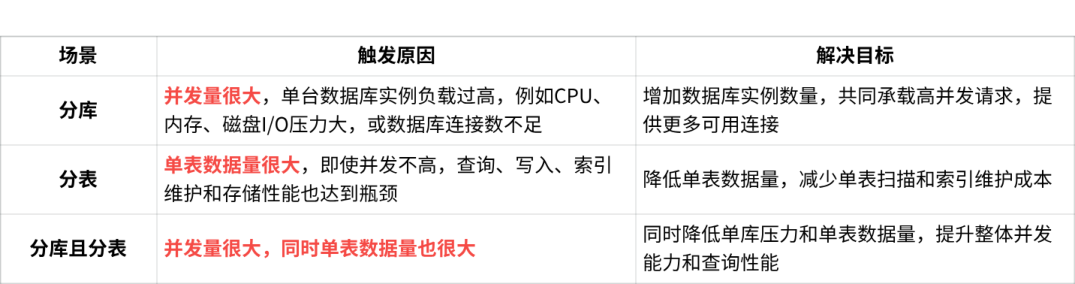 场景
触发原因
解决目标
分库
并发量很大，单台数据库实例负载过高，例如CPU、
内存、磁盘I/O压力大，或数据库连接数不足
增加数据库实例数量，共同承载高并发请求，提
供更多可用连接
分表
单表数据量很大，即使并发不高，查询、写入、索引
维护和存储性能也达到瓶颈
降低单表数据量，减少单表扫描和索引维护成本
分库且分表
并发量很大，同时单表数据量也很大
同时降低单库压力和单表数据量，提升整体并发
能力和查询性能